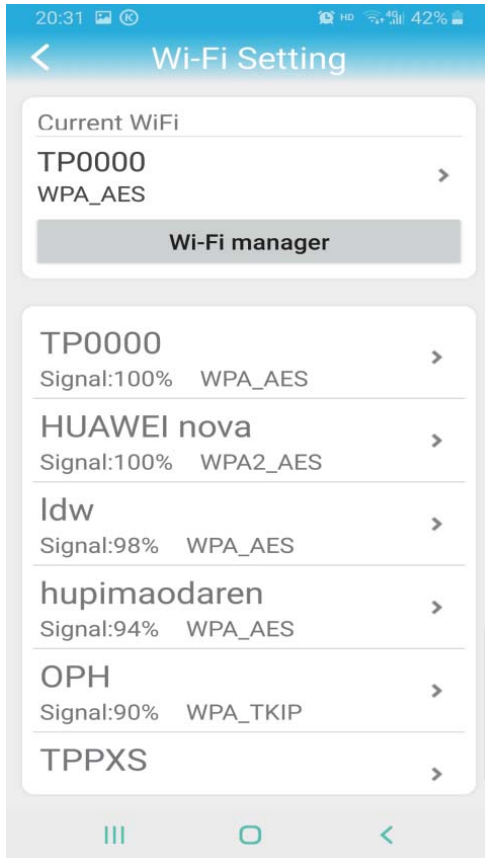 20:31 HD 4G 42%
Wi-Fi Setting
Current WiFi
TP0000
WPA_AES
Wi-Fi manager
TP0000
Signal:100% WPA_AES
HUAWEI nova
Signal:100% WPA2_AES
ldw
Signal:98% WPA_AES
hupimaodaren
Signal:94% WPA_AES
OPH
Signal:90% WPA_TKIP
TPPXS